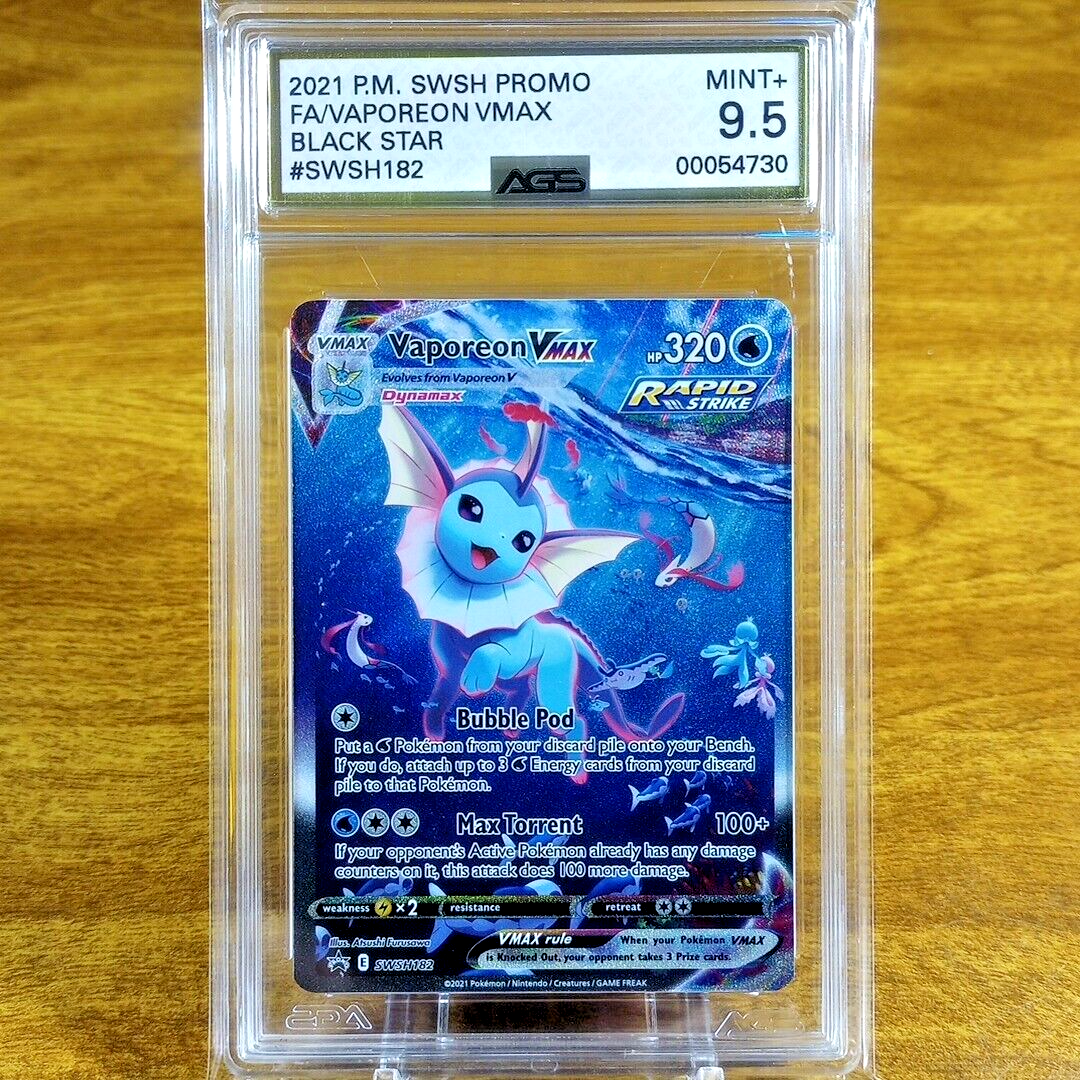 2021 P.M. SWSH PROMO MINT+
FA/VAPOREON VMAX 9.5
BLACK STAR
#SWSH182 AGS 00054730
VMAX Vaporeon VMAX HP 320
Evolves from Vaporeon V
Dynamax RAPID STRIKE
Bubble Pod
Put a Pokémon from your discard pile onto your Bench.
If you do, attach up to 3 Energy cards from your discard
pile to that Pokémon.
Max Torrent 100+
If your opponent's Active Pokémon already has any damage
counters on it, this attack does 100 more damage.
weakness ×2 resistance retreat
Illus. Atsushi Furusawa
VMAX rule When your Pokémon VMAX
is Knocked Out, your opponent takes 3 Prize cards.
E SWSH182
©2021 Pokémon / Nintendo / Creatures / GAME FREAK
AGS AGS